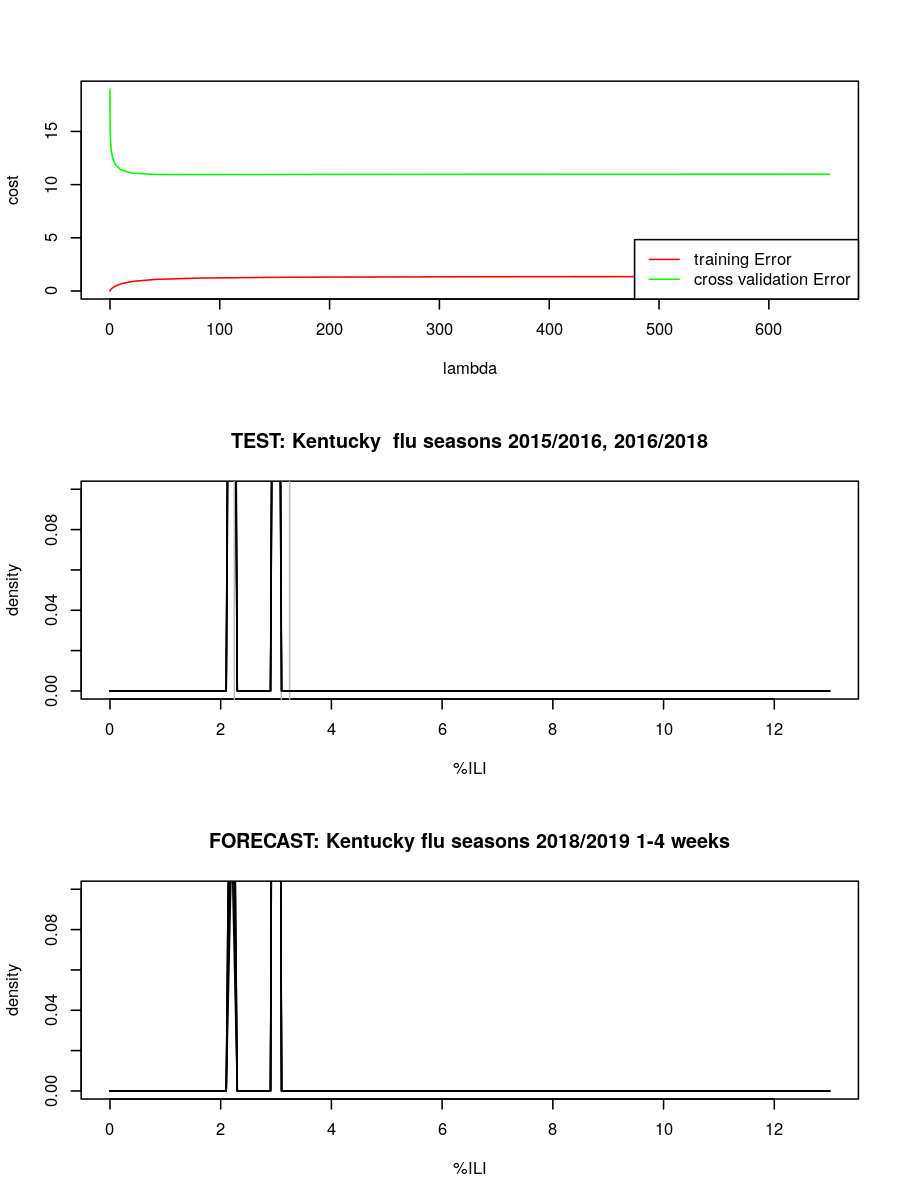 15
10
5
0
cost
training Error
cross validation Error
0 100 200 300 400 500 600
lambda
TEST: Kentucky  flu seasons 2015/2016, 2016/2018
0.08
0.04
0.00
density
0 2 4 6 8 10 12
%ILI
FORECAST: Kentucky flu seasons 2018/2019 1-4 weeks
0.08
0.04
0.00
density
0 2 4 6 8 10 12
%ILI